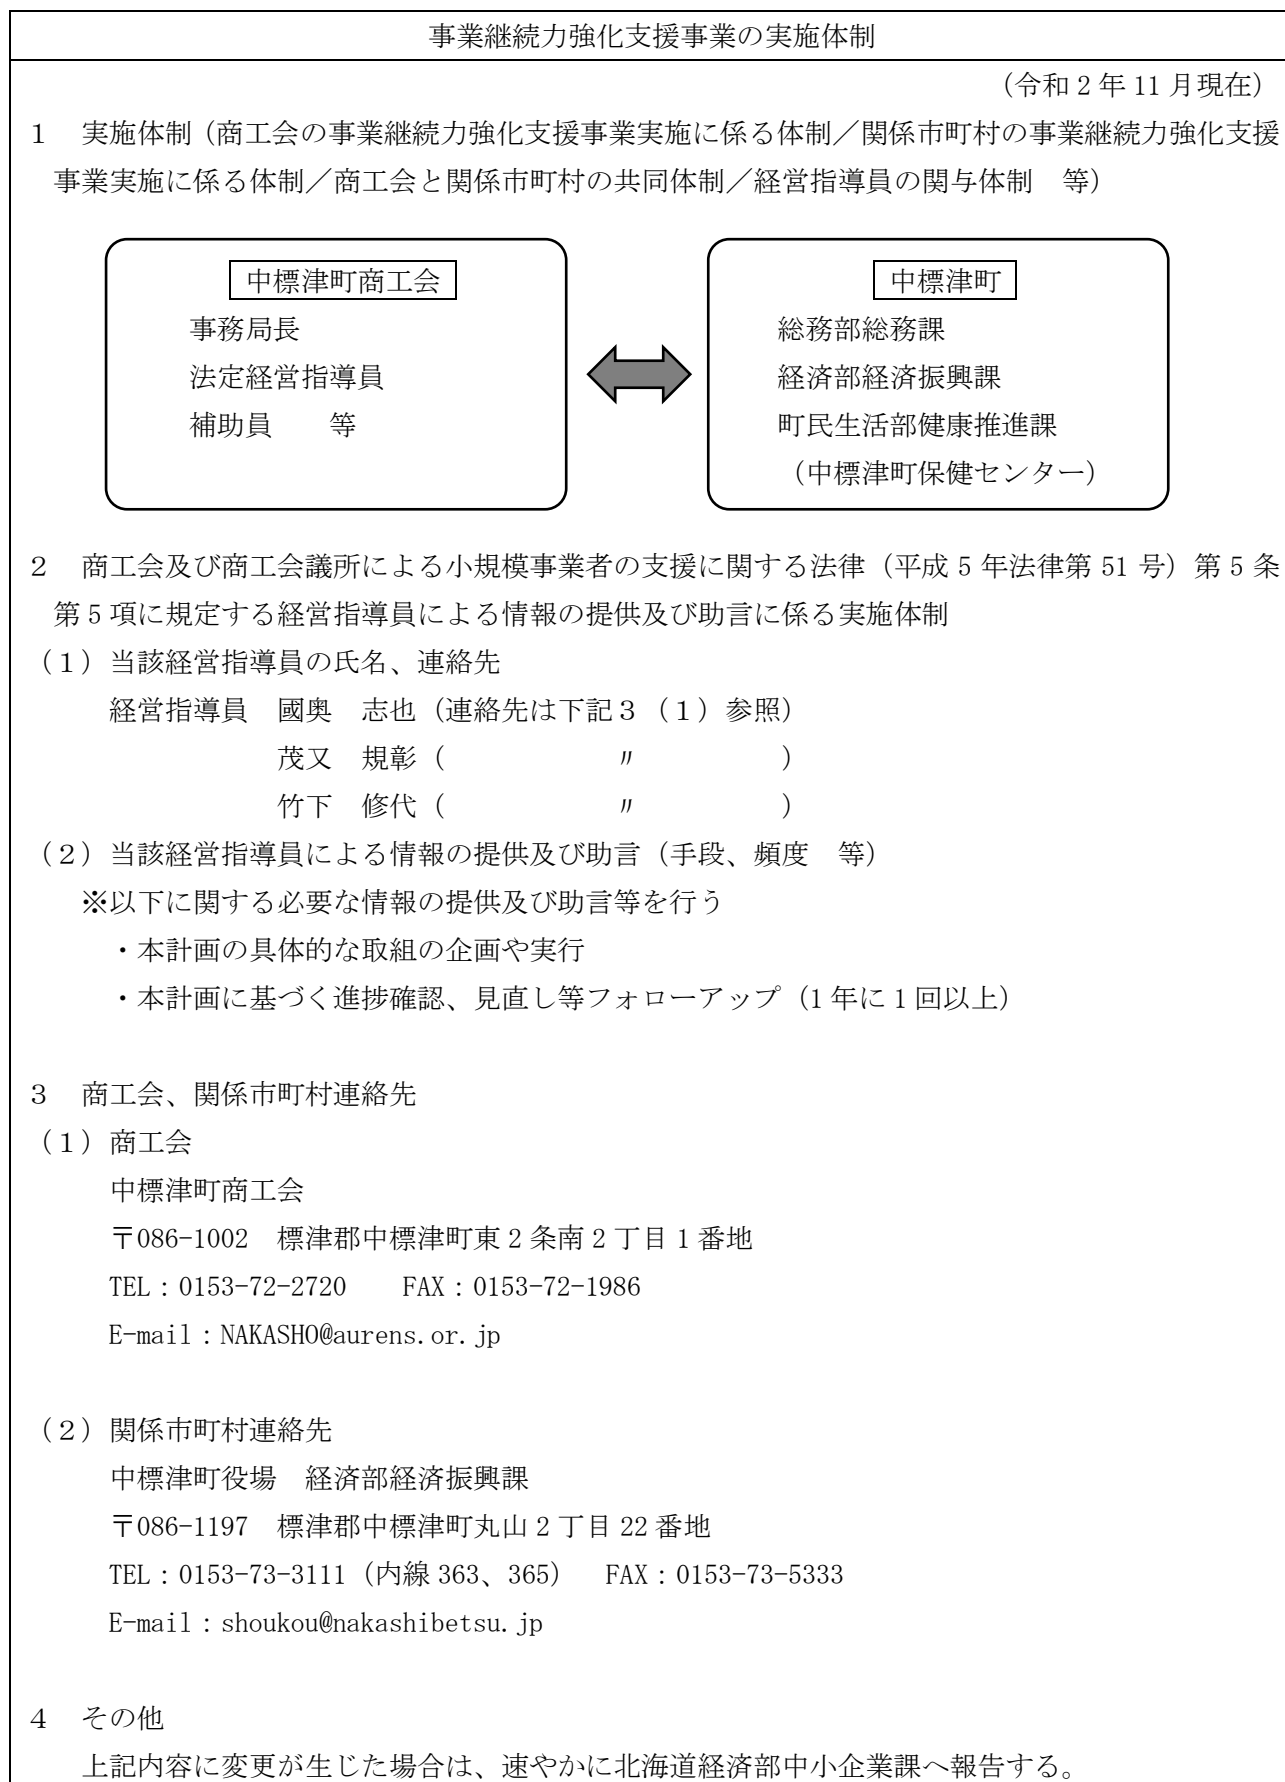 事業継続力強化支援事業の実施体制
（令和２年 11 月現在）
１　実施体制（商工会の事業継続力強化支援事業実施に係る体制／関係市町村の事業継続力強化支援
事業実施に係る体制／商工会と関係市町村の共同体制／経営指導員の関与体制　等）
中標津町商工会
事務局長
法定経営指導員
補助員　　等
中標津町
総務部総務課
経済部経済振興課
町民生活部健康推進課
（中標津町保健センター）
２　商工会及び商工会議所による小規模事業者の支援に関する法律（平成 5 年法律第 51 号）第 5 条
第 5 項に規定する経営指導員による情報の提供及び助言に係る実施体制
（１）当該経営指導員の氏名、連絡先
経営指導員　國奥　志也（連絡先は下記３（１）参照）
茂又　規彰（　　　　　　〃　　　　　）
竹下　修代（　　　　　　〃　　　　　）
（２）当該経営指導員による情報の提供及び助言（手段、頻度　等）
※以下に関する必要な情報の提供及び助言等を行う
・本計画の具体的な取組の企画や実行
・本計画に基づく進捗確認、見直し等フォローアップ（1 年に 1 回以上）
３　商工会、関係市町村連絡先
（１）商工会
中標津町商工会
〒086-1002　標津郡中標津町東 2 条南 2 丁目 1 番地
TEL：0153-72-2720　　FAX：0153-72-1986
E-mail：NAKASHO@aurens.or.jp
（２）関係市町村連絡先
中標津町役場　経済部経済振興課
〒086-1197　標津郡中標津町丸山 2 丁目 22 番地
TEL：0153-73-3111（内線 363、365）　FAX：0153-73-5333
E-mail：shoukou@nakashibetsu.jp
４　その他
上記内容に変更が生じた場合は、速やかに北海道経済部中小企業課へ報告する。